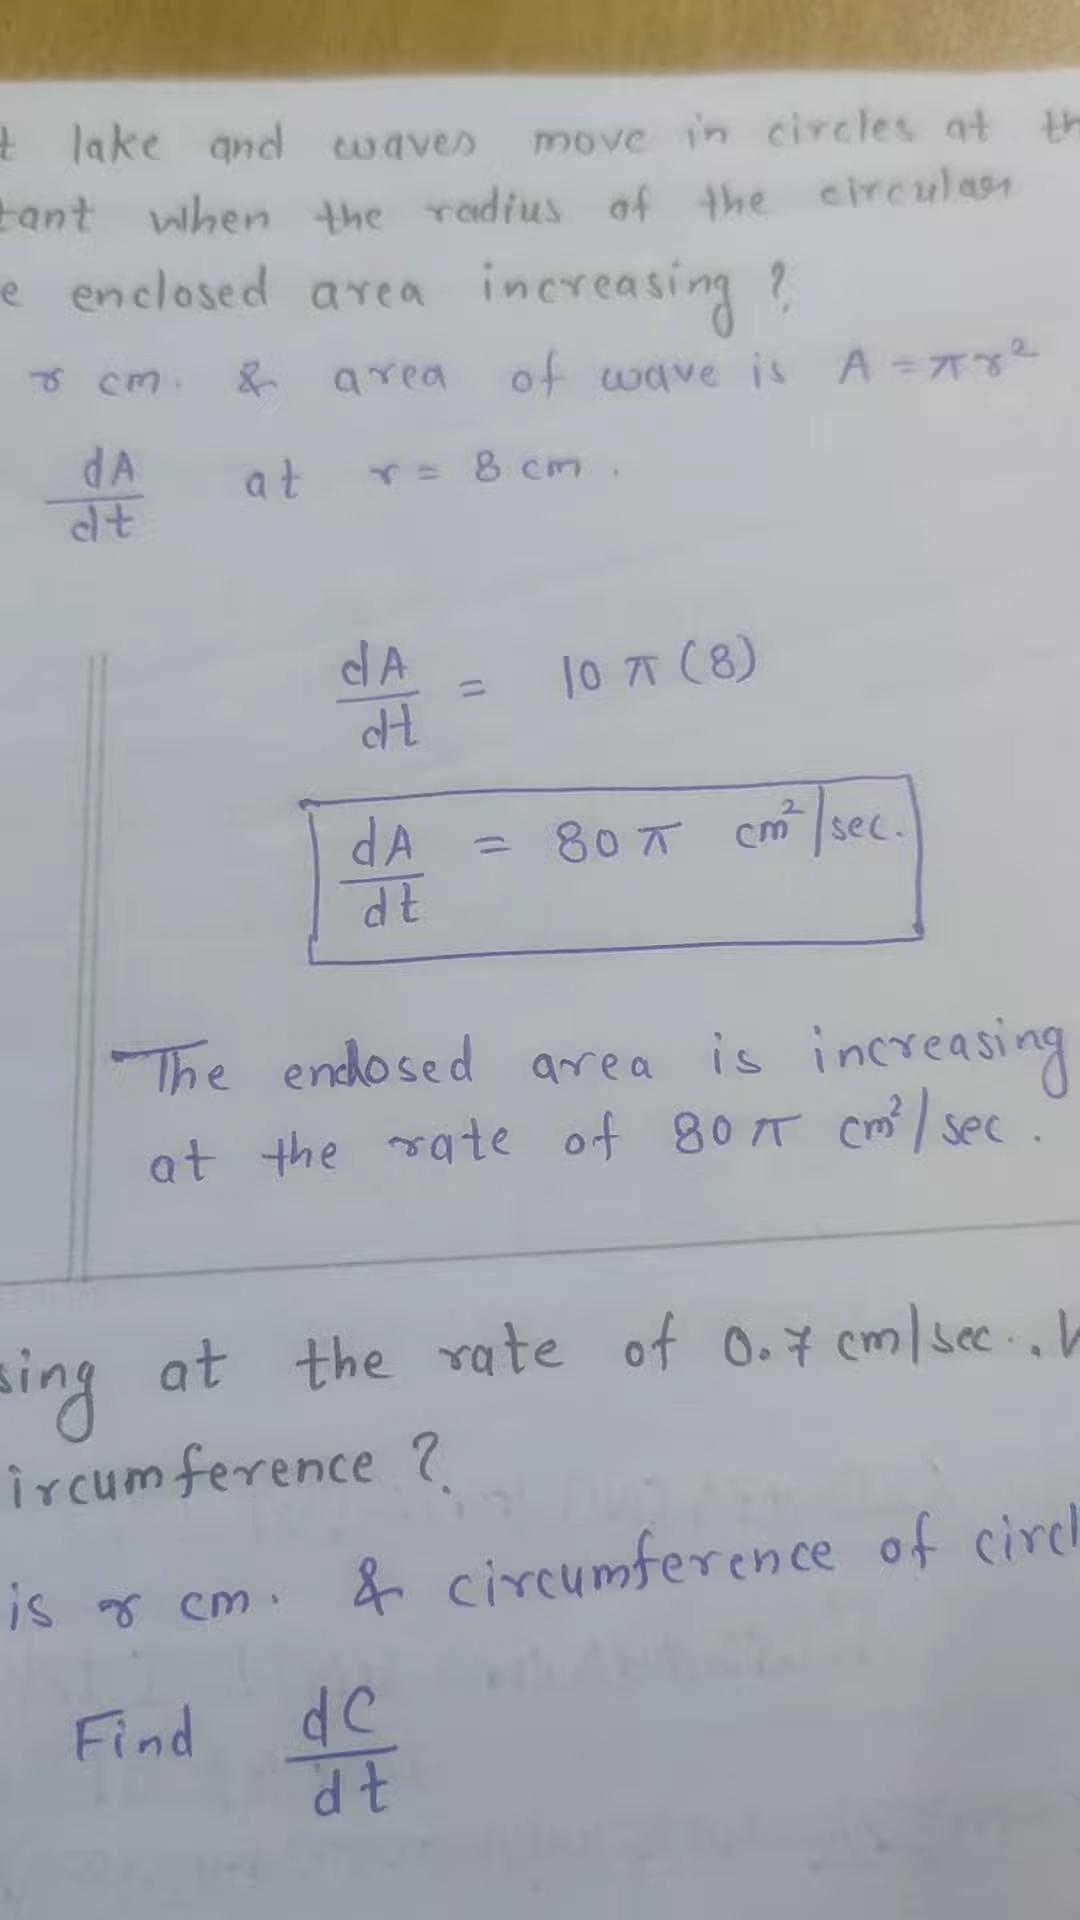 t lake and waves move in circles at th
tant when the radius of the circular
e enclosed area increasing ?
r cm. & area of wave is A = πr²
dA/dt at r = 8 cm.
dA/dt = 10 π (8)
dA/dt = 80 π cm²/sec.
The enclosed area is increasing
at the rate of 80 π cm²/sec.
sing at the rate of 0.7 cm/sec.
ircumference ?
is r cm. & circumference of circl
Find dC/dt